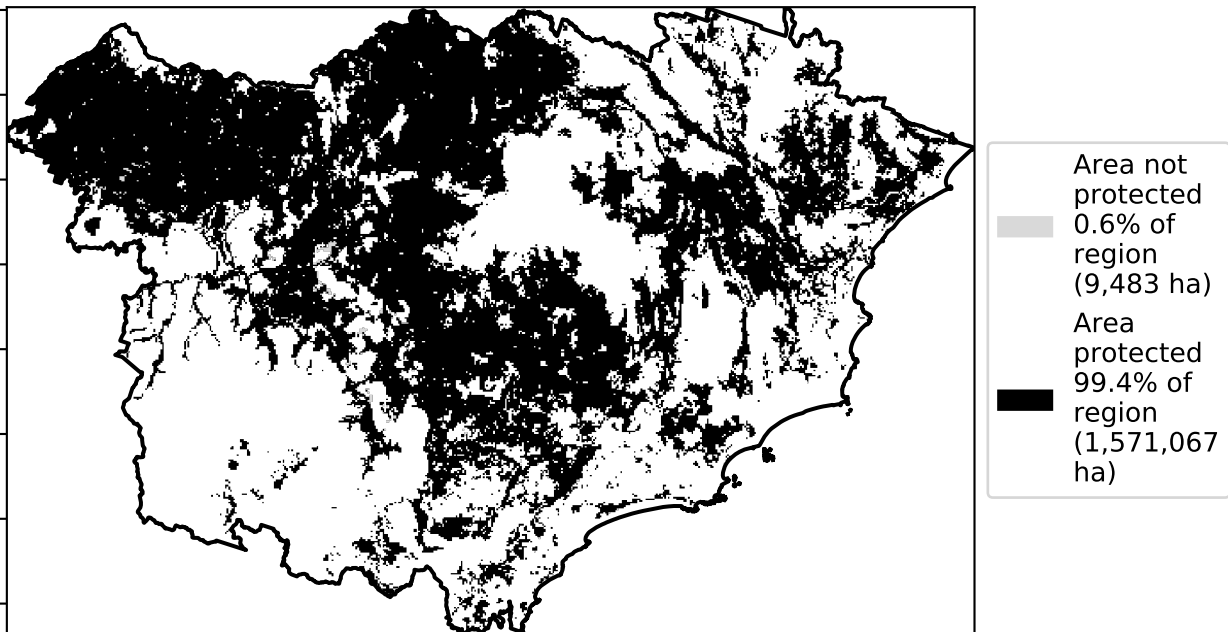 Area not
protected
0.6% of
region
(9,483 ha)
Area
protected
99.4% of
region
(1,571,067
ha)